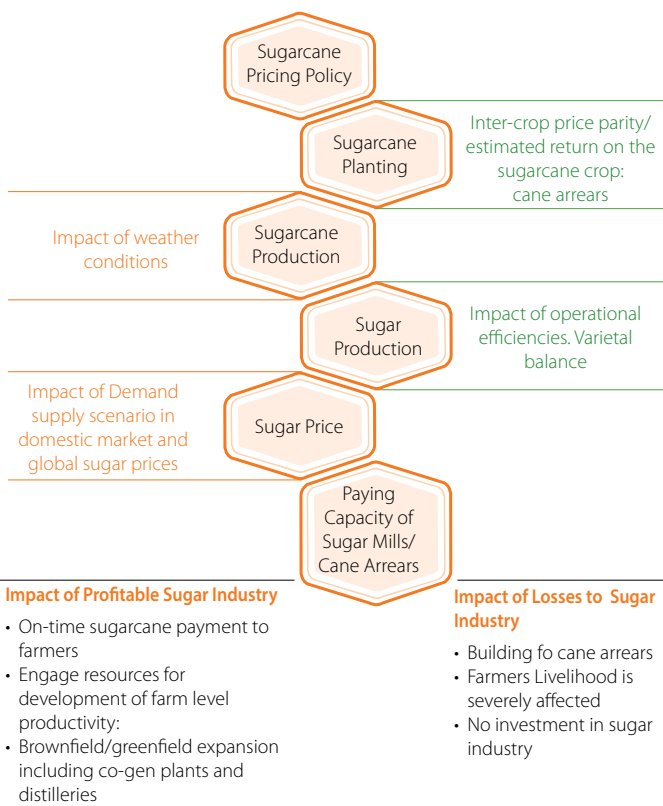 Sugarcane
Pricing Policy
Sugarcane
Planting
Inter-crop price parity/
estimated return on the
sugarcane crop:
cane arrears
Impact of weather
conditions
Sugarcane
Production
Sugar
Production
Impact of operational
efficiencies. Varietal
balance
Impact of Demand
supply scenario in
domestic market and
global sugar prices
Sugar Price
Paying
Capacity of
Sugar Mills/
Cane Arrears
Impact of Profitable Sugar Industry
• On-time sugarcane payment to
farmers
• Engage resources for
development of farm level
productivity:
• Brownfield/greenfield expansion
including co-gen plants and
distilleries
Impact of Losses to Sugar
Industry
• Building fo cane arrears
• Farmers Livelihood is
severely affected
• No investment in sugar
industry